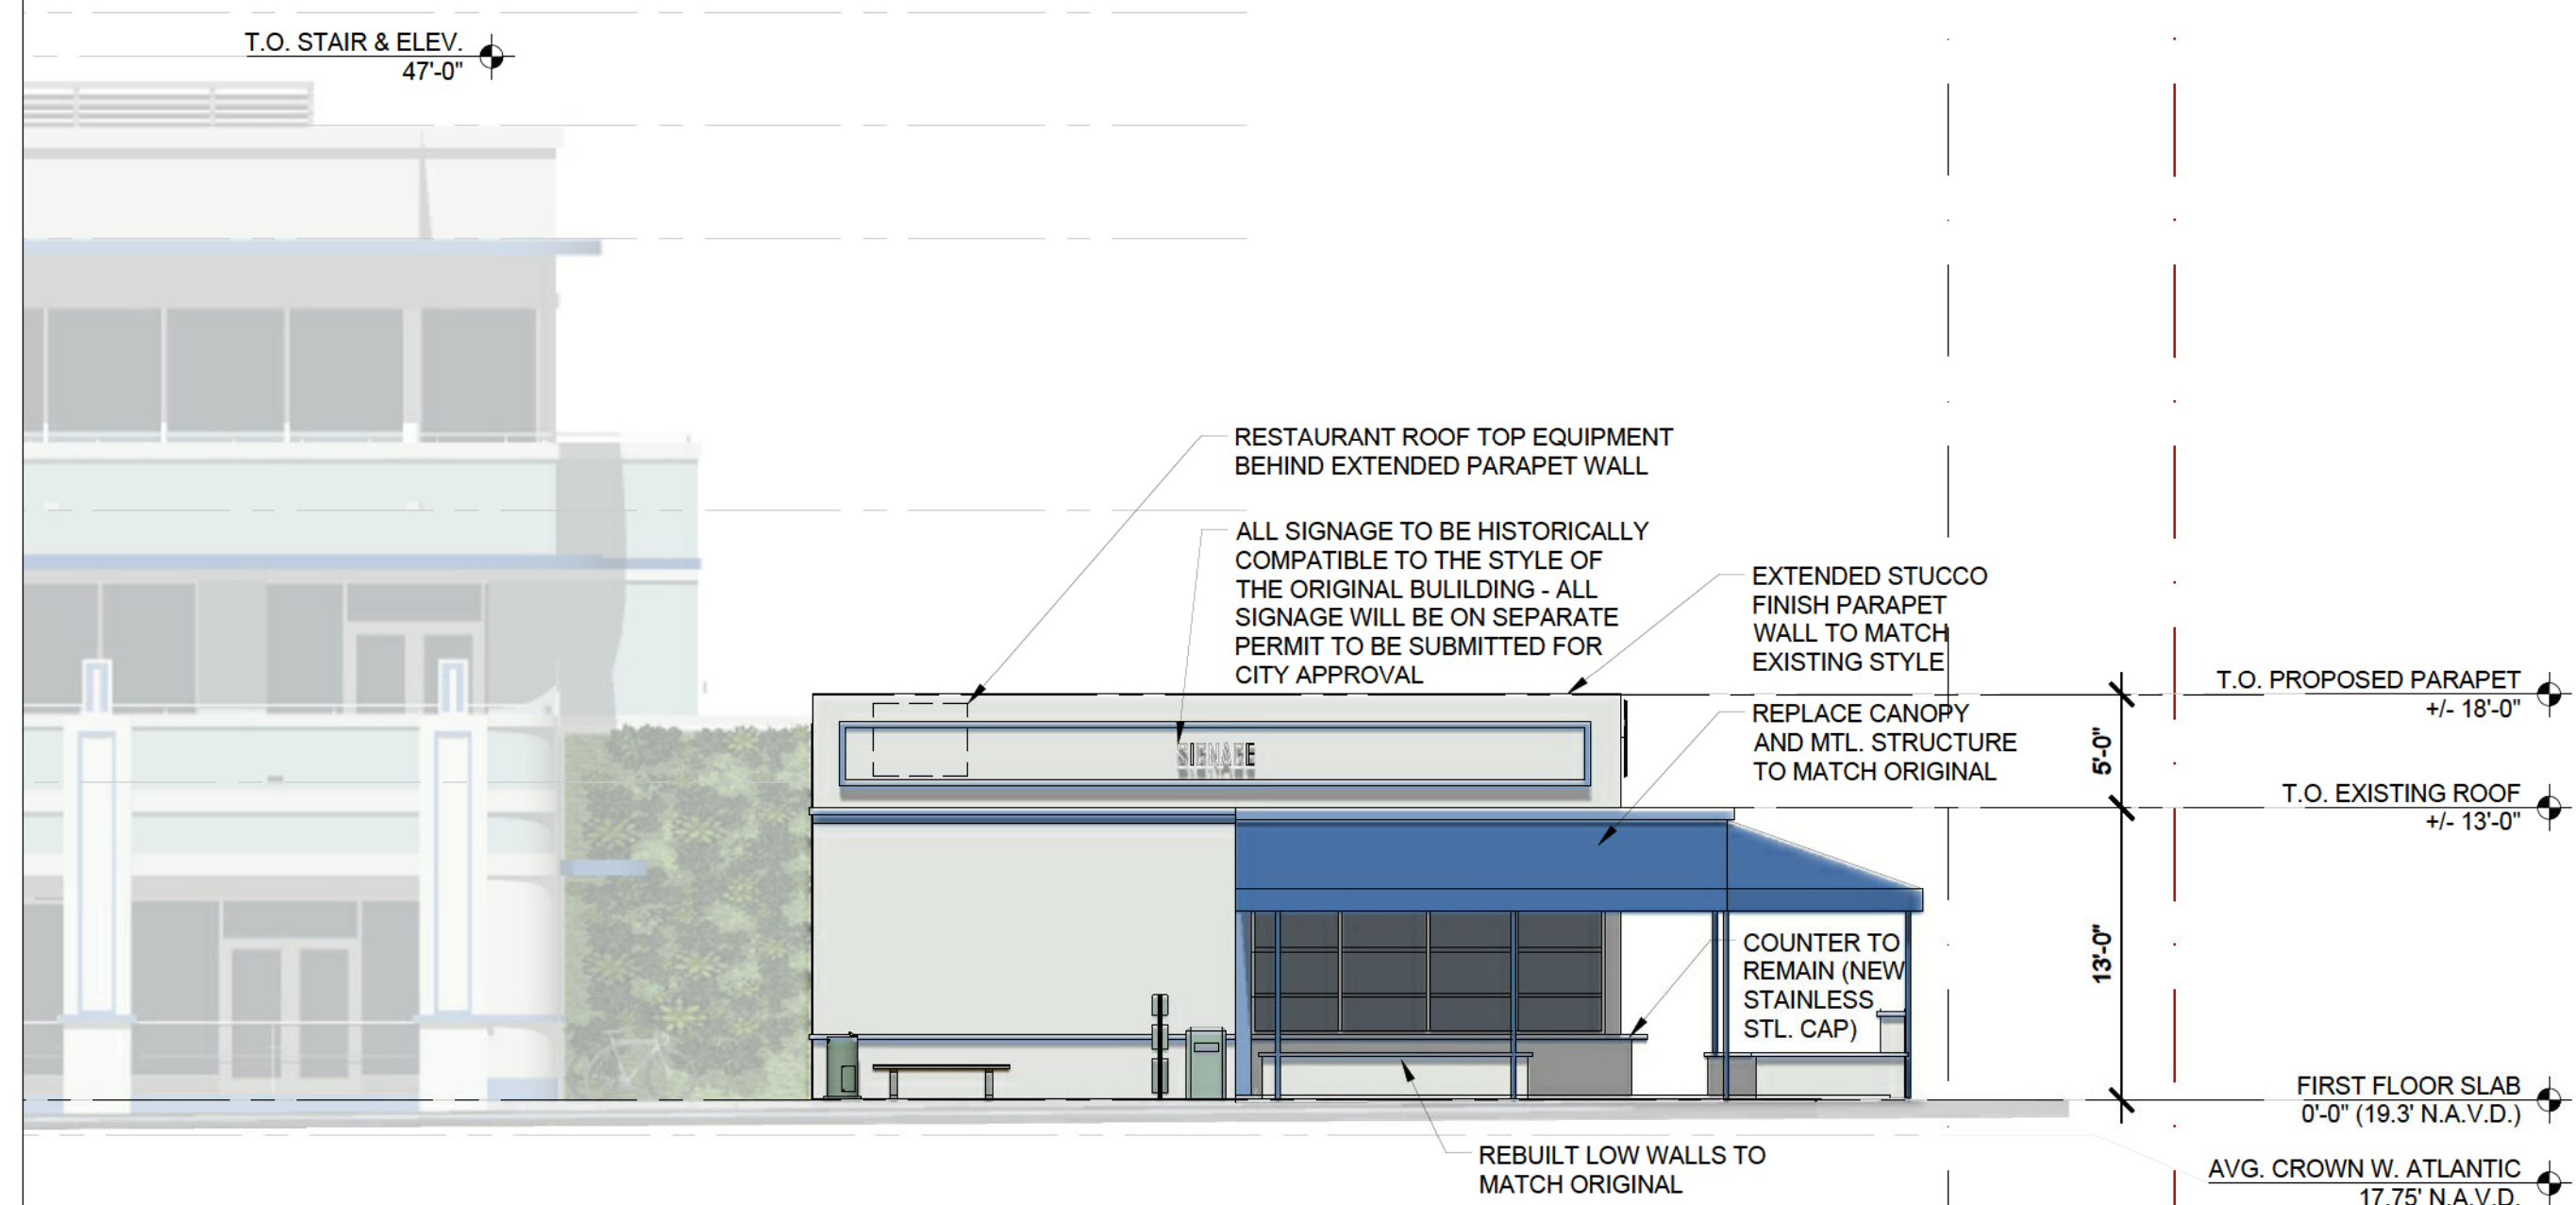 T.O. STAIR & ELEV.
47'-0"
RESTAURANT ROOF TOP EQUIPMENT
BEHIND EXTENDED PARAPET WALL
ALL SIGNAGE TO BE HISTORICALLY
COMPATIBLE TO THE STYLE OF
THE ORIGINAL BULILDING - ALL
SIGNAGE WILL BE ON SEPARATE
PERMIT TO BE SUBMITTED FOR
CITY APPROVAL
EXTENDED STUCCO
FINISH PARAPET
WALL TO MATCH
EXISTING STYLE
REPLACE CANOPY
AND MTL. STRUCTURE
TO MATCH ORIGINAL
SIGNAGE
COUNTER TO
REMAIN (NEW
STAINLESS
STL. CAP)
REBUILT LOW WALLS TO
MATCH ORIGINAL
5'-0"
13'-0"
T.O. PROPOSED PARAPET
+/- 18'-0"
T.O. EXISTING ROOF
+/- 13'-0"
FIRST FLOOR SLAB
0'-0" (19.3' N.A.V.D.)
AVG. CROWN W. ATLANTIC
17.75' N.A.V.D.